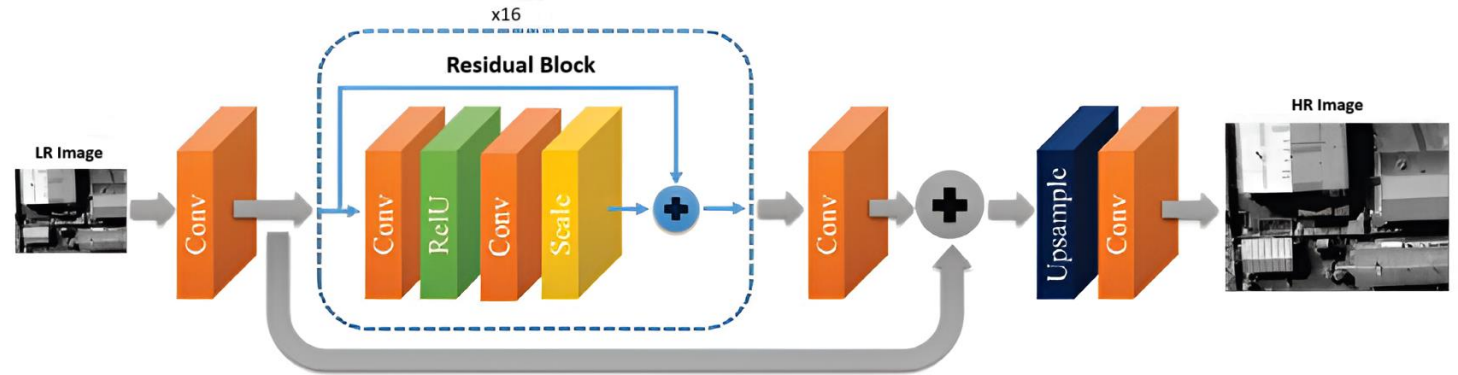 x16
Residual Block
LR Image
HR Image
Conv
Conv
RelU
Conv
Scale
Conv
Upsample
Conv